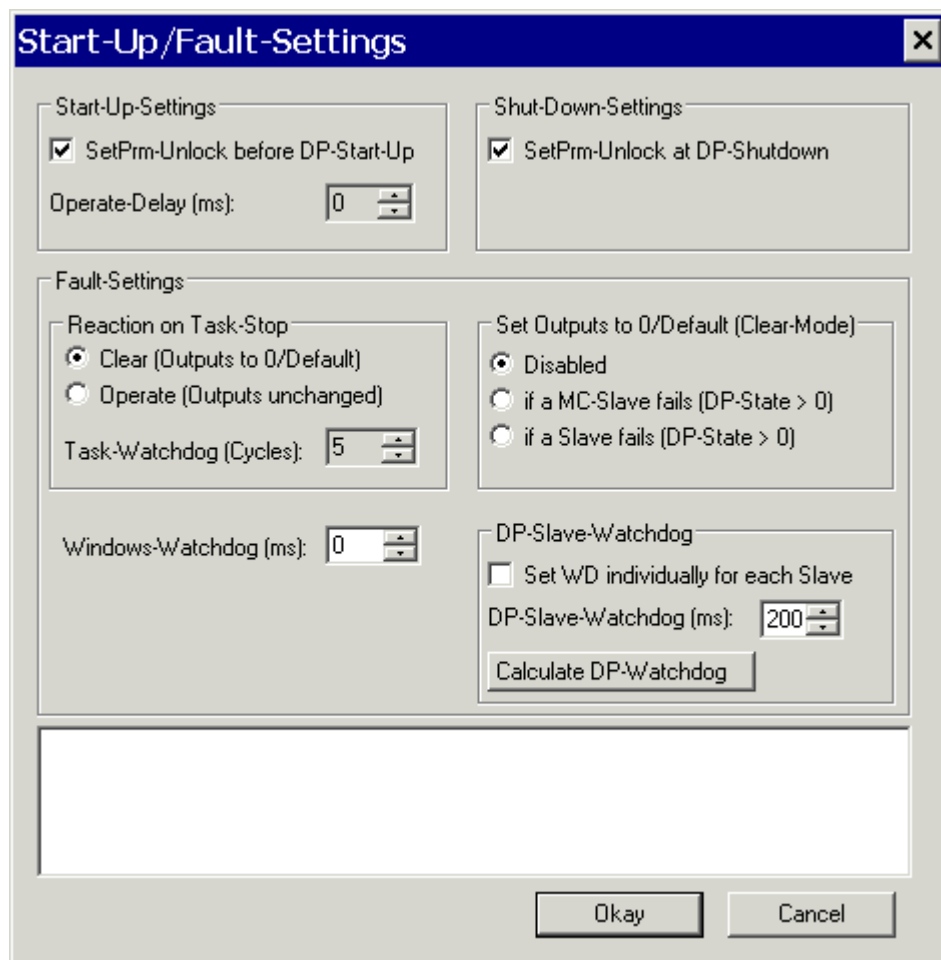 Start-Up/Fault-Settings
Start-Up-Settings
SetPrm-Unlock before DP-Start-Up
Operate-Delay (ms): 0
Shut-Down-Settings
SetPrm-Unlock at DP-Shutdown
Fault-Settings
Reaction on Task-Stop
Clear (Outputs to 0/Default)
Operate (Outputs unchanged)
Task-Watchdog (Cycles): 5
Set Outputs to 0/Default (Clear-Mode)
Disabled
if a MC-Slave fails (DP-State > 0)
if a Slave fails (DP-State > 0)
Windows-Watchdog (ms): 0
DP-Slave-Watchdog
Set WD individually for each Slave
DP-Slave-Watchdog (ms): 200
Calculate DP-Watchdog
Okay
Cancel